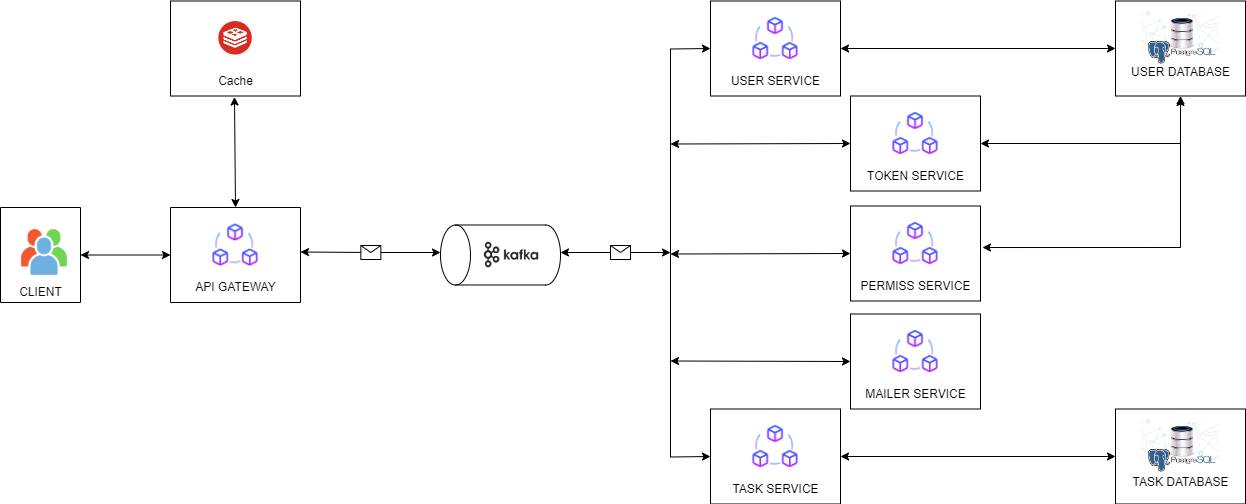 Cache
USER SERVICE
PostgreSQL
USER DATABASE
TOKEN SERVICE
CLIENT
API GATEWAY
kafka
PERMISS SERVICE
MAILER SERVICE
TASK SERVICE
PostgreSQL
TASK DATABASE